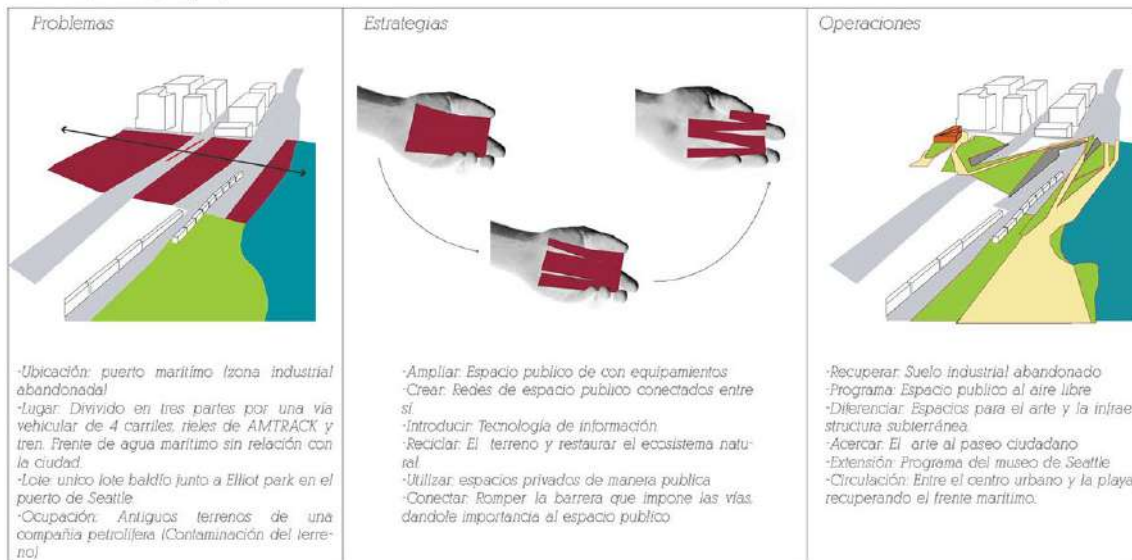 Problemas
-Ubicación: puerto marítimo (zona industrial
abandonada)
-Lugar: Divivido en tres partes por una vía
vehicular de 4 carriles, rieles de AMTRACK y
tren. Frente de agua marítimo sin relación con
la ciudad.
-Lote: unico lote baldío junto a Elliot park en el
puerto de Seattle
-Ocupación: Antiguos terrenos de una
compañia petrolífera (Contaminación del terre-
no)
Estrategias
-Ampliar: Espacio publico de con equipamientos
-Crear: Redes de espacio publico conectados entre
sí.
-Introducir: Tecnología de información
-Reciclar: El terreno y restaurar el ecosistema natu-
ral.
-Utilizar: espacios privados de manera publica
-Conectar: Romper la barrera que impone las vías.
dandole importancia al espacio publico
Operaciones
-Recuperar: Suelo industrial abandonado
-Programa: Espacio publico al aire libre
-Diferenciar: Espacios para el arte y la infrae
structura subterránea.
-Acercar: El arte al paseo ciudadano
-Extensión: Programa del museo de Seattle
-Circulación: Entre el centro urbano y la playa
recuperando el frente marítimo.